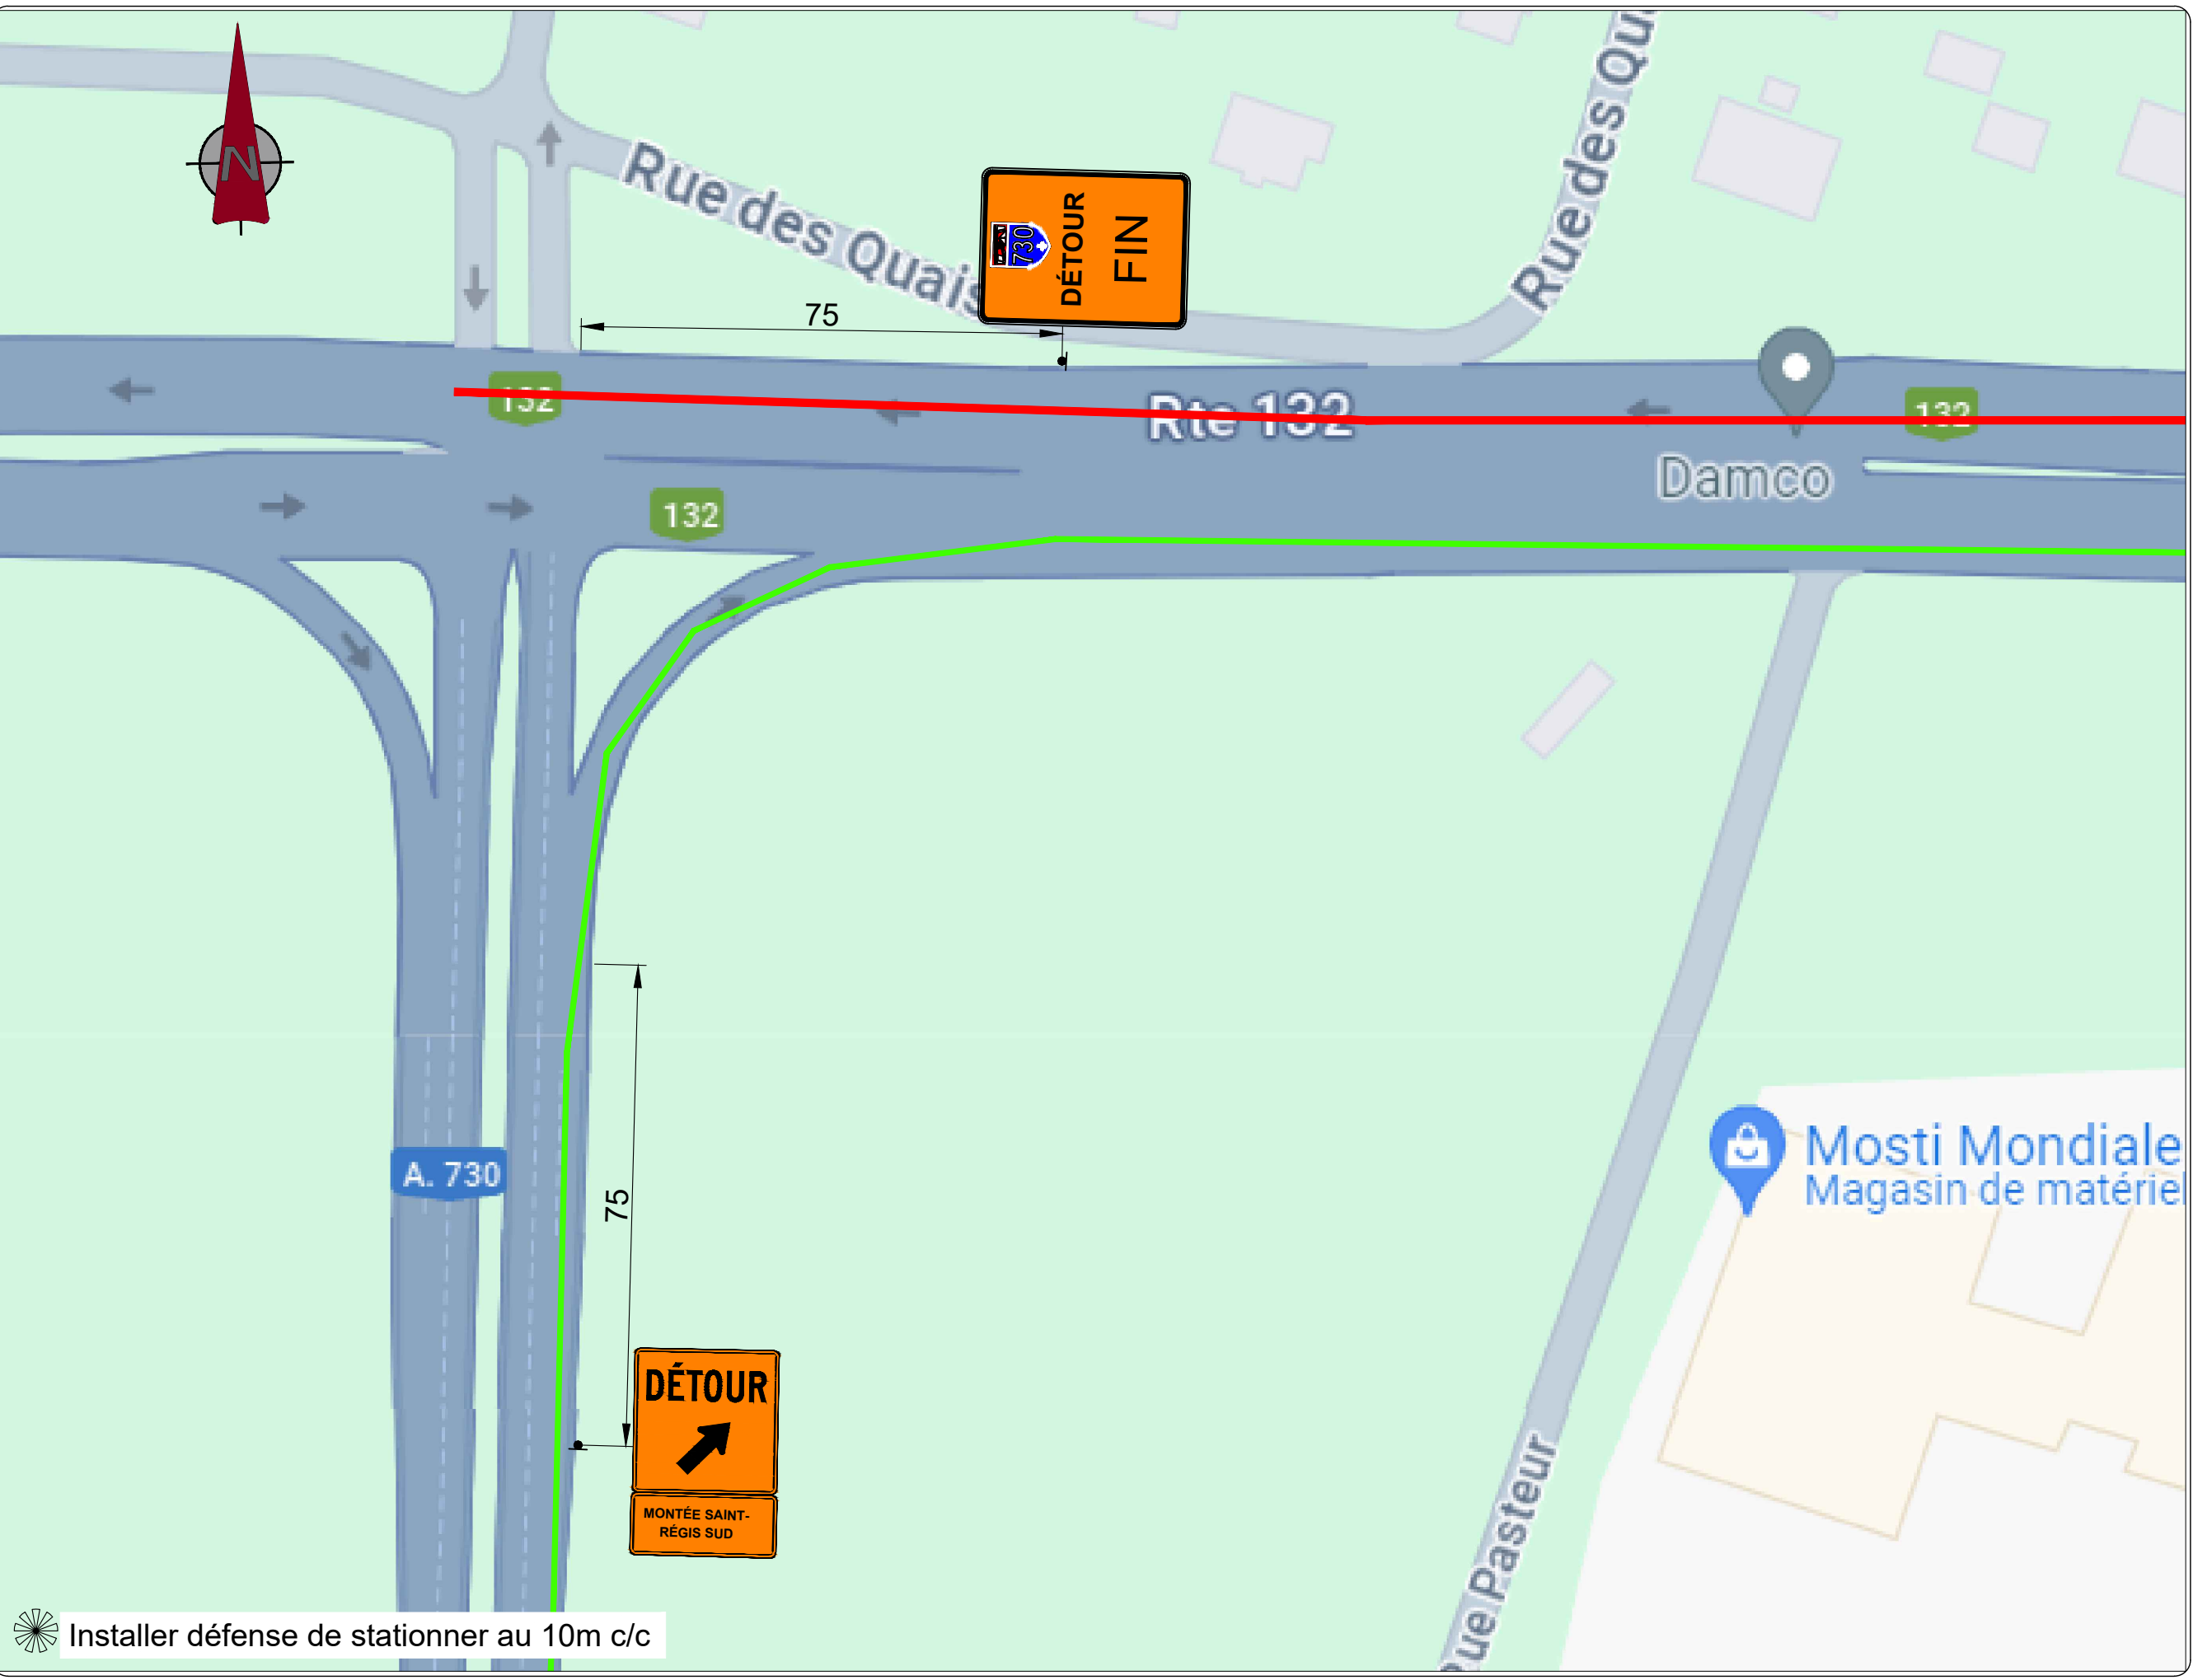 N
Rue des Quais
Rue des Qu
730
DÉTOUR
FIN
75
132
Rte 132
132
Damco
132
75
A. 730
DÉTOUR
MONTÉE SAINT-
RÉGIS SUD
Mosti Mondiale
Magasin de matériel
Rue Pasteur
Installer défense de stationner au 10m c/c